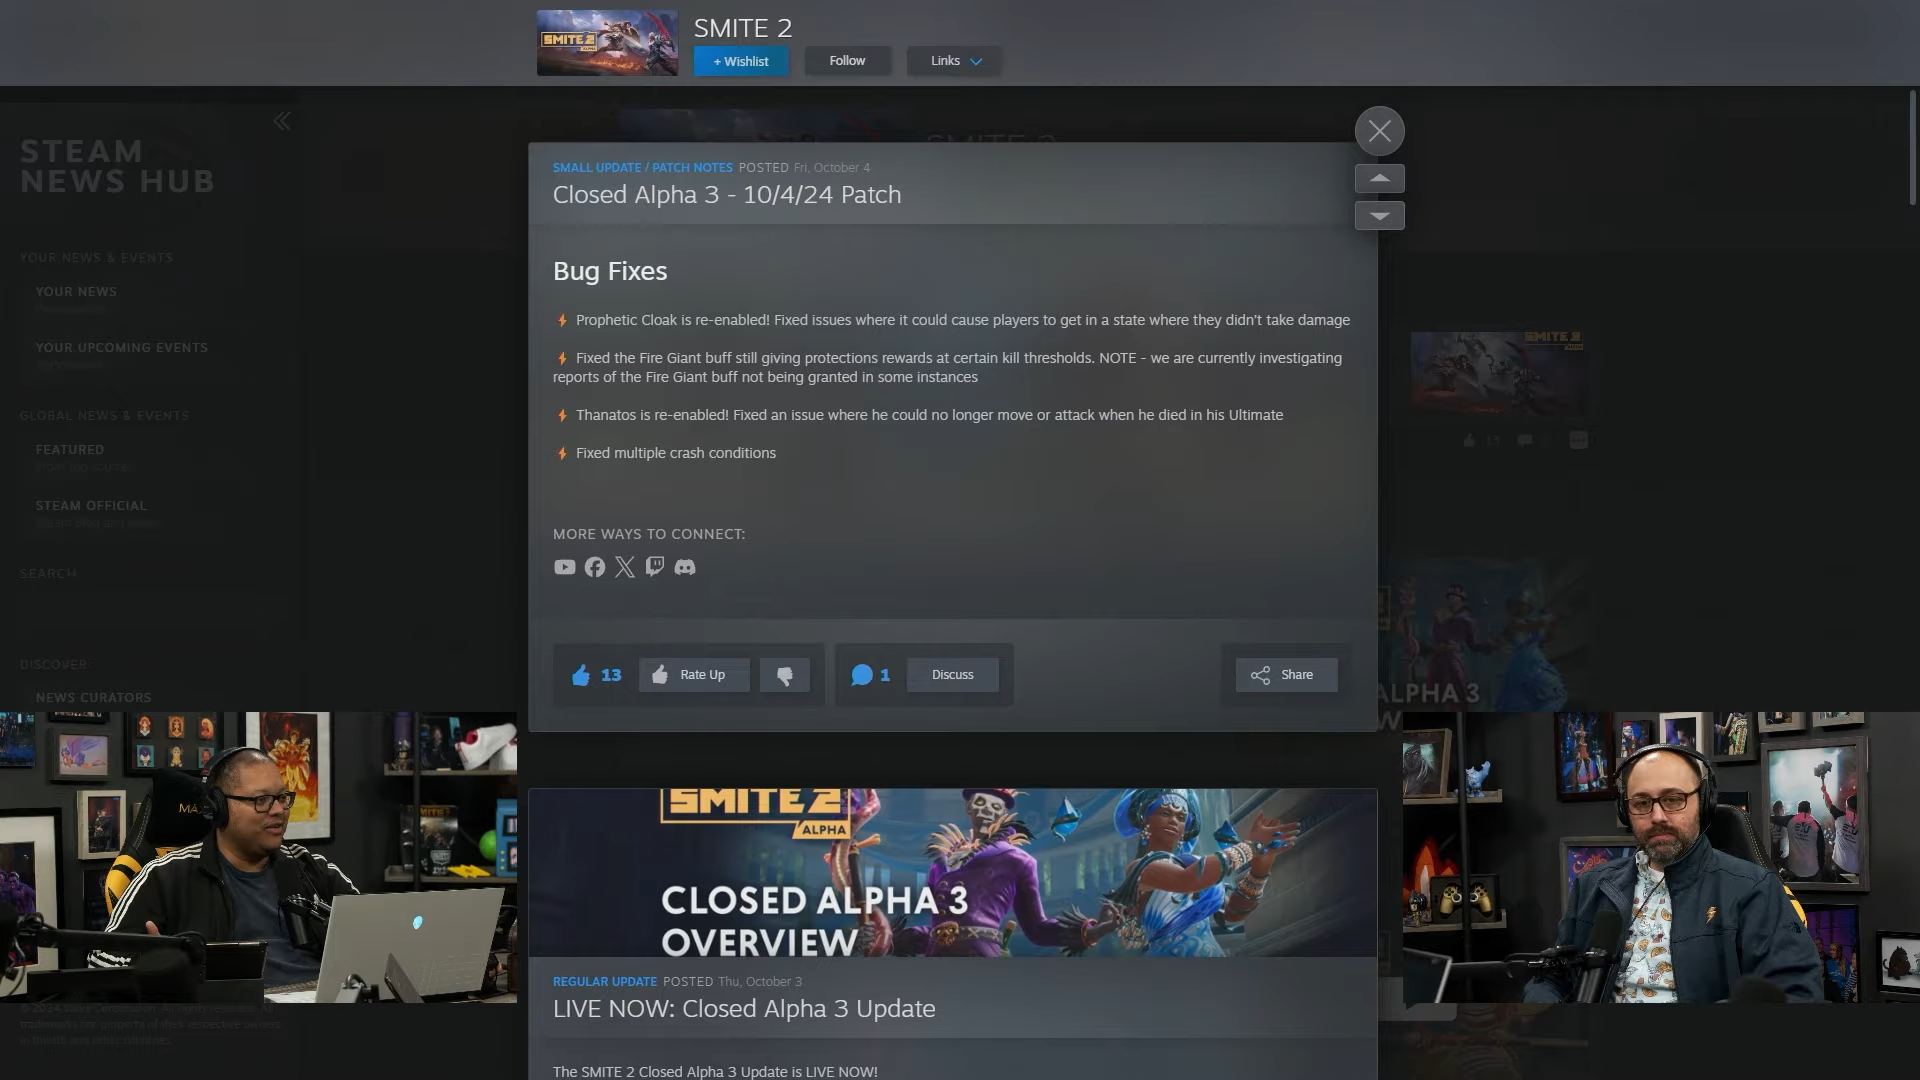 SMITE 2
ALPHA
SMITE 2
+ Wishlist
Follow
Links
STEAM
NEWS HUB
YOUR NEWS & EVENTS
YOUR NEWS
YOUR UPCOMING EVENTS
GLOBAL NEWS & EVENTS
FEATURED
STEAM OFFICIAL
SEARCH
DISCOVER
NEWS CURATORS
SMALL UPDATE / PATCH NOTES POSTED Fri, October 4
Closed Alpha 3 - 10/4/24 Patch
Bug Fixes
Prophetic Cloak is re-enabled! Fixed issues where it could cause players to get in a state where they didn't take damage
Fixed the Fire Giant buff still giving protections rewards at certain kill thresholds. NOTE - we are currently investigating
reports of the Fire Giant buff not being granted in some instances
Thanatos is re-enabled! Fixed an issue where he could no longer move or attack when he died in his Ultimate
Fixed multiple crash conditions
MORE WAYS TO CONNECT:
13
Rate Up
1
Discuss
Share
SMITE 2
13
ALPHA 3
SMITE 2
ALPHA
CLOSED ALPHA 3
OVERVIEW
REGULAR UPDATE POSTED Thu, October 3
LIVE NOW: Closed Alpha 3 Update
The SMITE 2 Closed Alpha 3 Update is LIVE NOW!